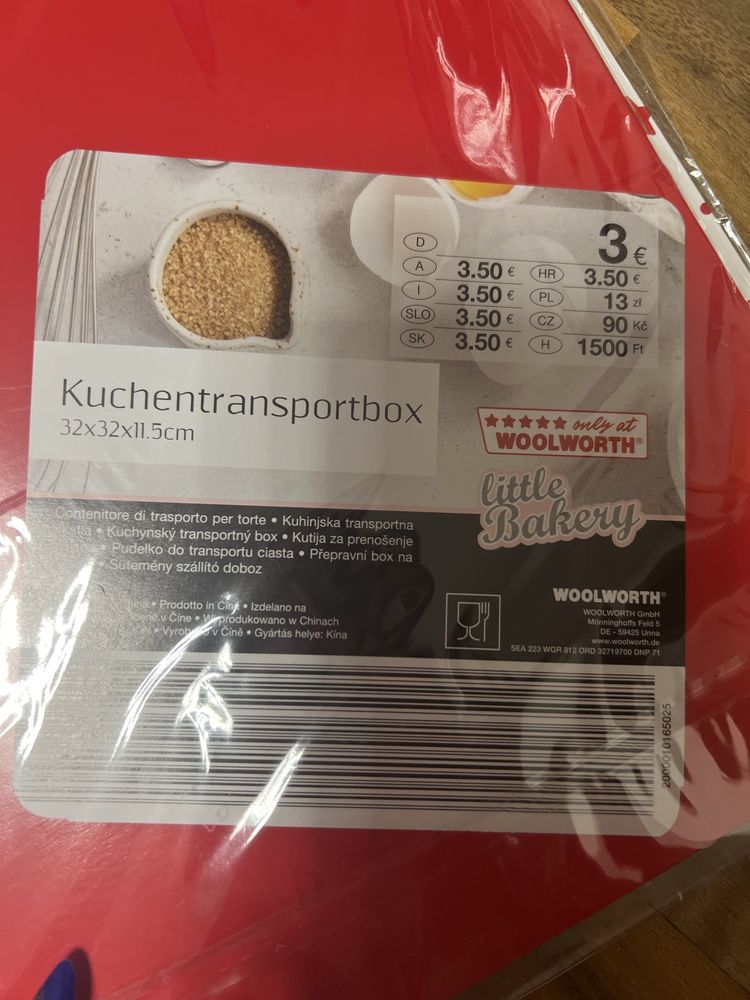 D 3 €
A 3.50 € HR 3.50 €
I 3.50 € PL 13 zł
SLO 3.50 € CZ 90 Kč
SK 3.50 € H 1500 Ft
Kuchentransportbox
32x32x11.5cm
only at
WOOLWORTH®
little
Bakery
Contenitore di trasporto per torte • Kuhinjska transportna
• Kuchynský transportný box • Kutija za prenošenje
Pudełko do transportu ciasta • Přepravní box na
Sütemény szállító doboz
• Prodotto in Cina • Izdelano na
v Číne • Wyprodukowano w Chinach
• Vyrobeno v Číně • Gyártás helye: Kína
WOOLWORTH®
WOOLWORTH GmbH
Mönninghoffs Feld 5
DE - 59425 Unna
www.woolworth.de
SEA 223 WGR 812 ORD 32719700 DNP 71
2000010165025